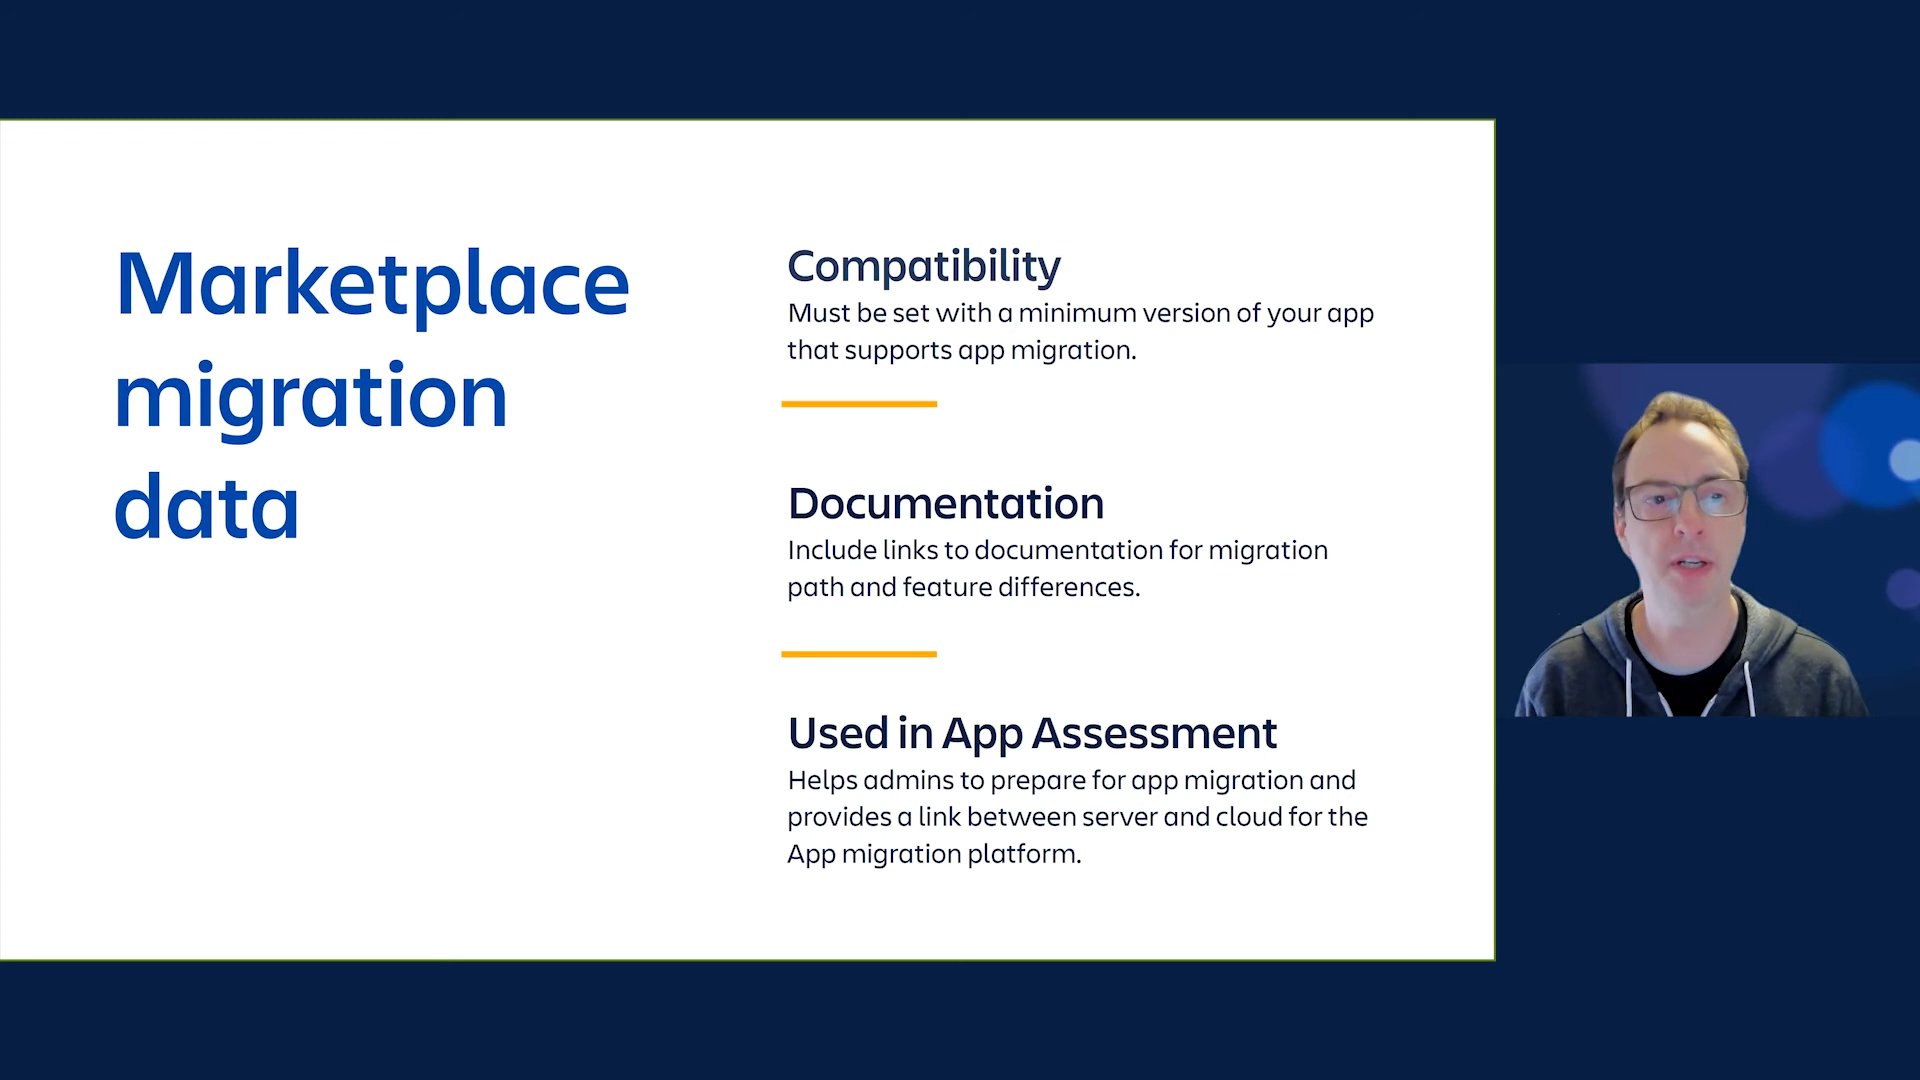 Marketplace
migration
data
Compatibility
Must be set with a minimum version of your app
that supports app migration.
Documentation
Include links to documentation for migration
path and feature differences.
Used in App Assessment
Helps admins to prepare for app migration and
provides a link between server and cloud for the
App migration platform.